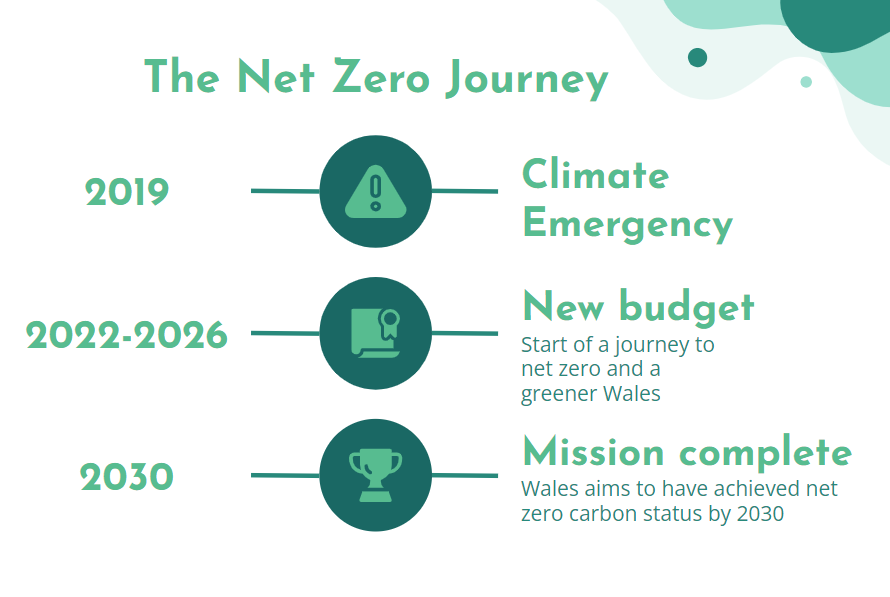 The Net Zero Journey
2019
Climate
Emergency
2022-2026
New budget
Start of a journey to
net zero and a
greener Wales
2030
Mission complete
Wales aims to have achieved net
zero carbon status by 2030